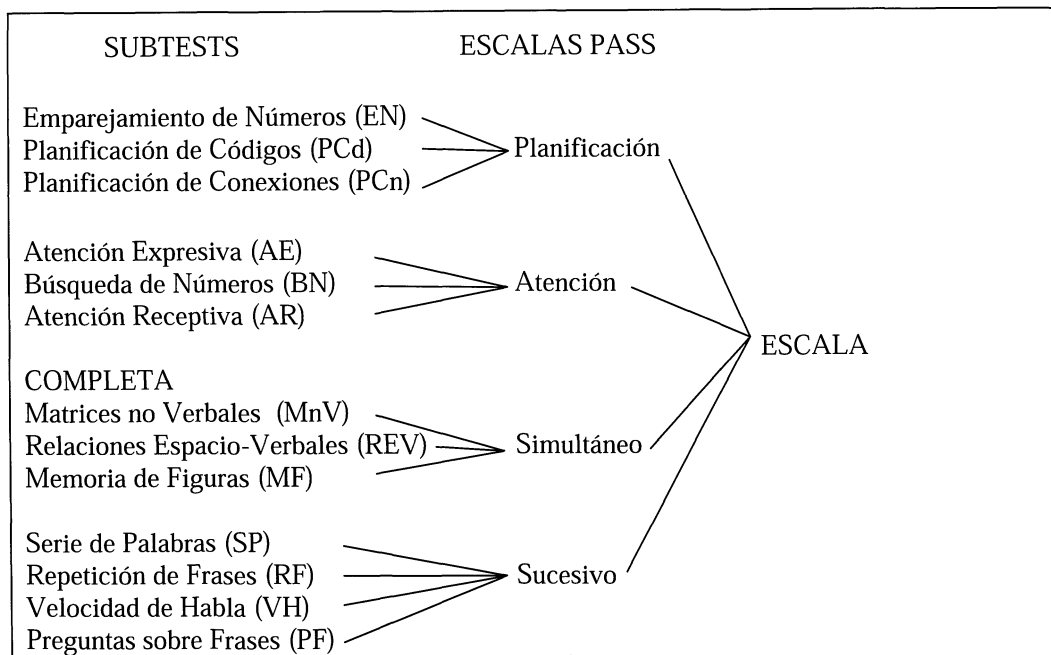 SUBTESTS ESCALAS PASS
Emparejamiento de Números (EN)
Planificación de Códigos (PCd) Planificación
Planificación de Conexiones (PCn)
Atención Expresiva (AE)
Búsqueda de Números (BN) Atención
Atención Receptiva (AR)
ESCALA
COMPLETA
Matrices no Verbales (MnV)
Relaciones Espacio-Verbales (REV) Simultáneo
Memoria de Figuras (MF)
Serie de Palabras (SP)
Repetición de Frases (RF) Sucesivo
Velocidad de Habla (VH)
Preguntas sobre Frases (PF)